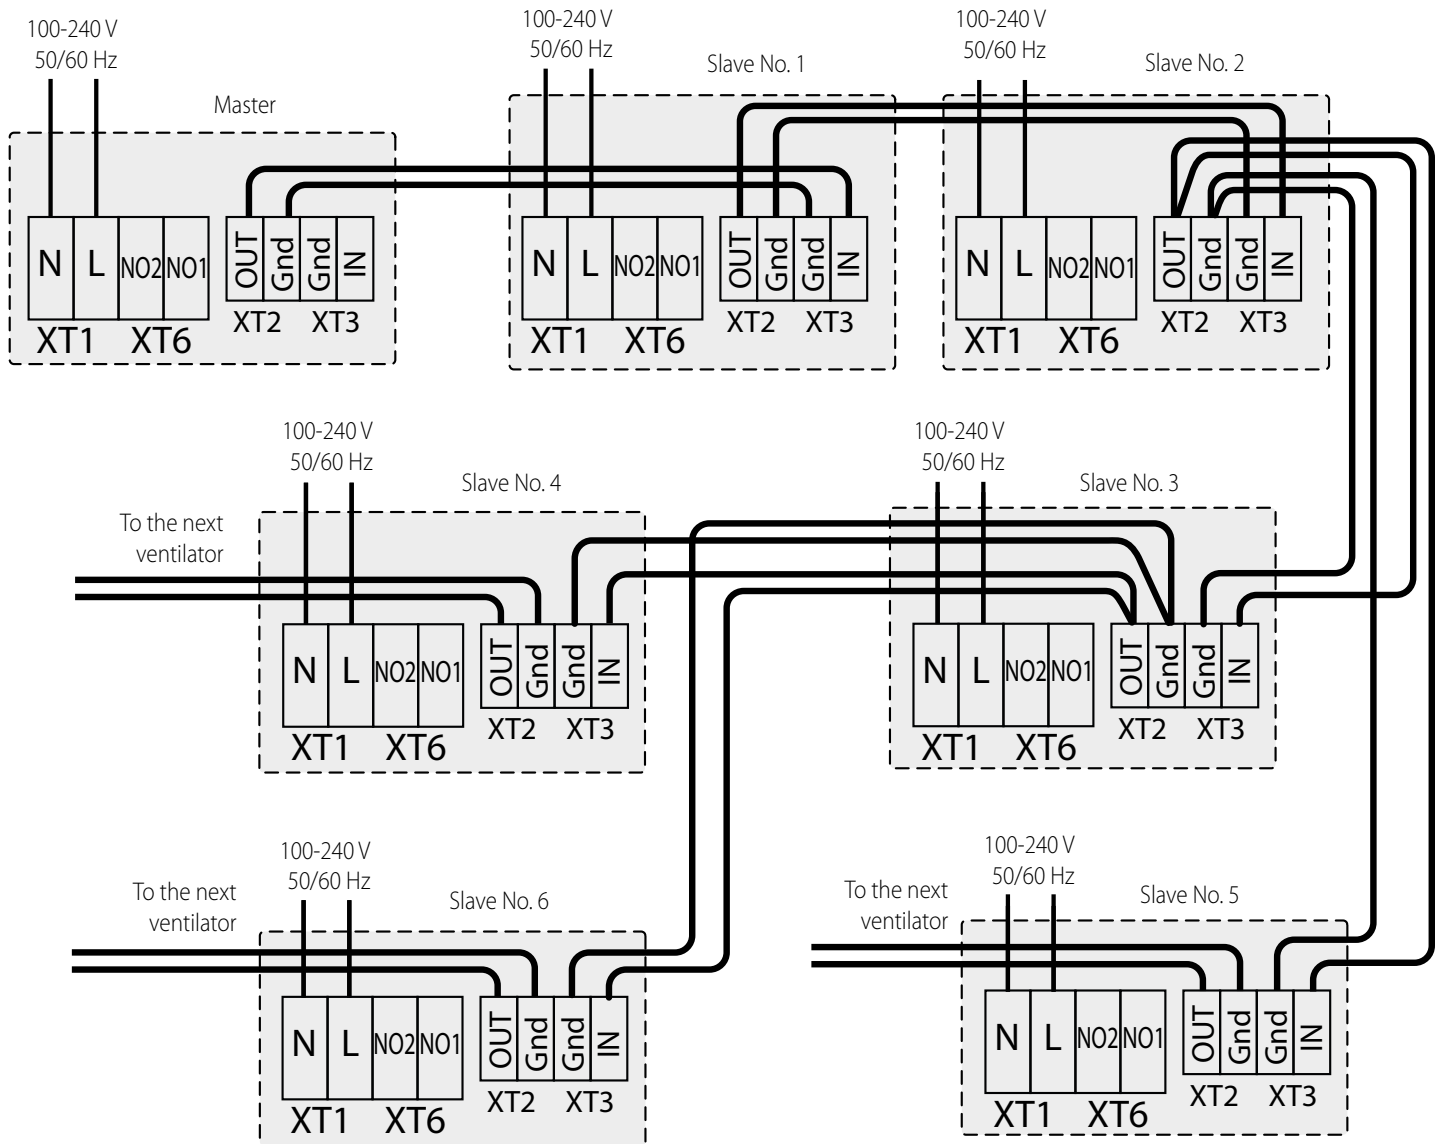 100-240 V
50/60 Hz
Master
N L NO2 NO1 OUT Gnd Gnd IN
XT1 XT6 XT2 XT3
100-240 V
50/60 Hz
Slave No. 1
N L NO2 NO1 OUT Gnd Gnd IN
XT1 XT6 XT2 XT3
100-240 V
50/60 Hz
Slave No. 2
N L NO2 NO1 OUT Gnd Gnd IN
XT1 XT6 XT2 XT3
To the next
ventilator
100-240 V
50/60 Hz
Slave No. 4
N L NO2 NO1 OUT Gnd Gnd IN
XT1 XT6 XT2 XT3
100-240 V
50/60 Hz
Slave No. 3
N L NO2 NO1 OUT Gnd Gnd IN
XT1 XT6 XT2 XT3
To the next
ventilator
100-240 V
50/60 Hz
Slave No. 6
N L NO2 NO1 OUT Gnd Gnd IN
XT1 XT6 XT2 XT3
To the next
ventilator
100-240 V
50/60 Hz
Slave No. 5
N L NO2 NO1 OUT Gnd Gnd IN
XT1 XT6 XT2 XT3